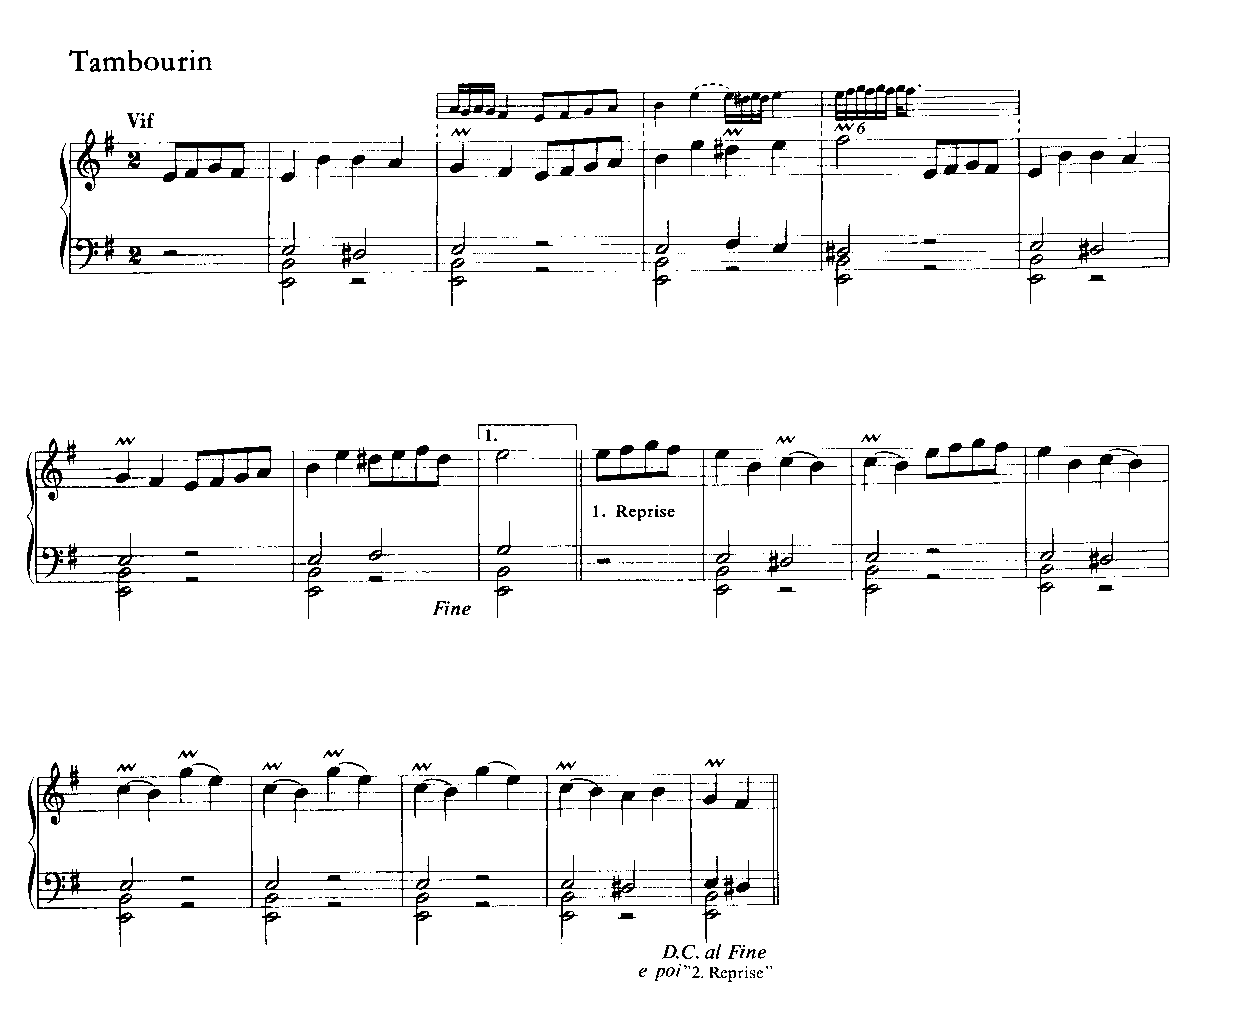 Tambourin
Vif
2
6
2
1.
1. Reprise
Fine
D.C. al Fine
e poi "2. Reprise"